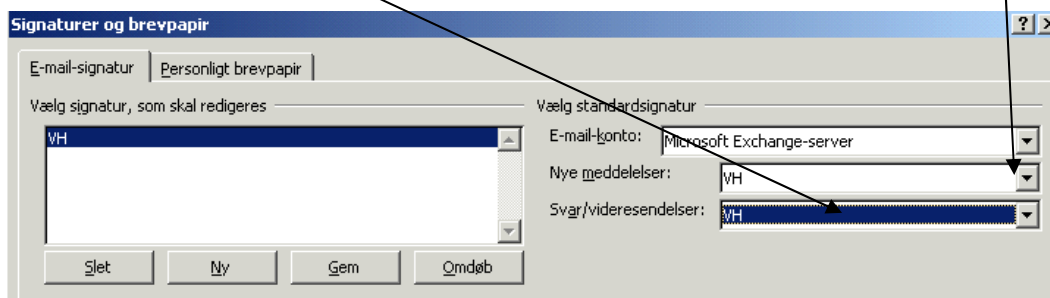 Signaturer og brevpapir
E-mail-signatur
Personligt brevpapir
Vælg signatur, som skal redigeres
VH
Slet
Ny
Gem
Omdøb
Vælg standardsignatur
E-mail-konto: Microsoft Exchange-server
Nye meddelelser: VH
Svar/videresendelser: VH